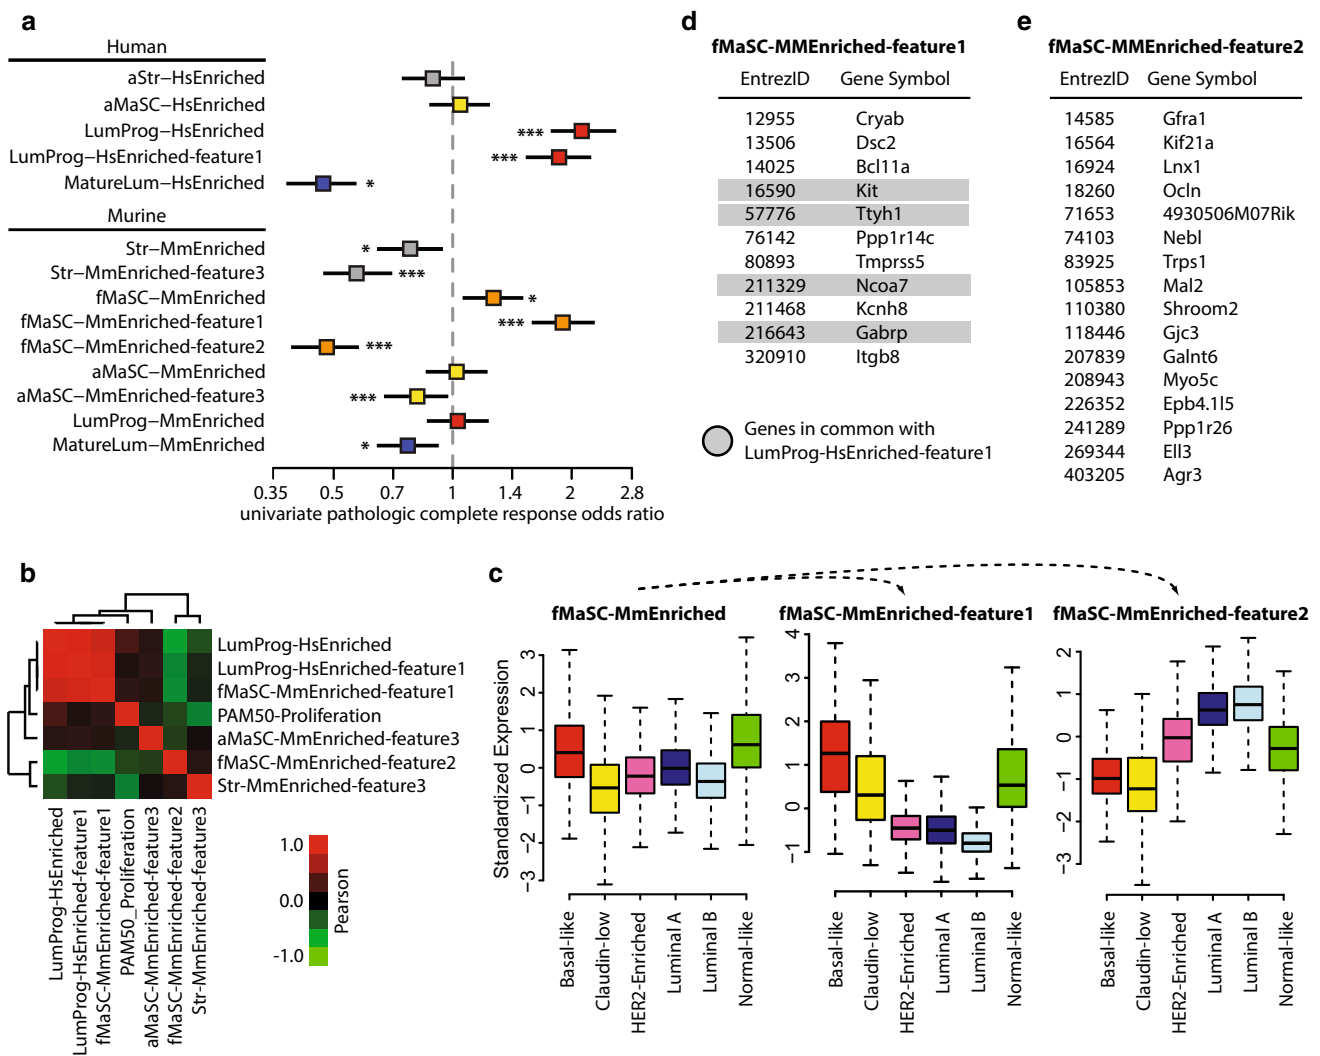 a
Human
aStr–HsEnriched
aMaSC–HsEnriched
LumProg–HsEnriched
***
LumProg–HsEnriched-feature1
***
MatureLum–HsEnriched
*
Murine
Str–MmEnriched
*
Str–MmEnriched-feature3
***
fMaSC–MmEnriched
*
fMaSC–MmEnriched-feature1
***
fMaSC–MmEnriched-feature2
***
aMaSC–MmEnriched
aMaSC–MmEnriched-feature3
***
LumProg–MmEnriched
MatureLum–MmEnriched
*
0.35 0.5 0.7 1 1.4 2 2.8
univariate pathologic complete response odds ratio
d
fMaSC-MMEnriched-feature1
EntrezID Gene Symbol
12955 Cryab
13506 Dsc2
14025 Bcl11a
16590 Kit
57776 Ttyh1
76142 Ppp1r14c
80893 Tmprss5
211329 Ncoa7
211468 Kcnh8
216643 Gabrp
320910 Itgb8
Genes in common with
LumProg-HsEnriched-feature1
e
fMaSC-MMEnriched-feature2
EntrezID Gene Symbol
14585 Gfra1
16564 Kif21a
16924 Lnx1
18260 Ocln
71653 4930506M07Rik
74103 Nebl
83925 Trps1
105853 Mal2
110380 Shroom2
118446 Gjc3
207839 Galnt6
208943 Myo5c
226352 Epb4.1l5
241289 Ppp1r26
269344 Ell3
403205 Agr3
b
LumProg-HsEnriched
LumProg-HsEnriched-feature1
fMaSC-MmEnriched-feature1
PAM50-Proliferation
aMaSC-MmEnriched-feature3
fMaSC-MmEnriched-feature2
Str-MmEnriched-feature3
LumProg-HsEnriched
LumProg-HsEnriched-feature1
fMaSC-MmEnriched-feature1
PAM50_Proliferation
aMaSC-MmEnriched-feature3
fMaSC-MmEnriched-feature2
Str-MmEnriched-feature3
1.0
0.0
-1.0
Pearson
c
fMaSC-MmEnriched
Standardized Expression
3
2
1
0
−1
−2
−3
Basal-like
Claudin-low
HER2-Enriched
Luminal A
Luminal B
Normal-like
fMaSC-MmEnriched-feature1
4
3
2
1
0
−1
Basal-like
Claudin-low
HER2-Enriched
Luminal A
Luminal B
Normal-like
fMaSC-MmEnriched-feature2
2
1
0
−1
−2
−3
Basal-like
Claudin-low
HER2-Enriched
Luminal A
Luminal B
Normal-like